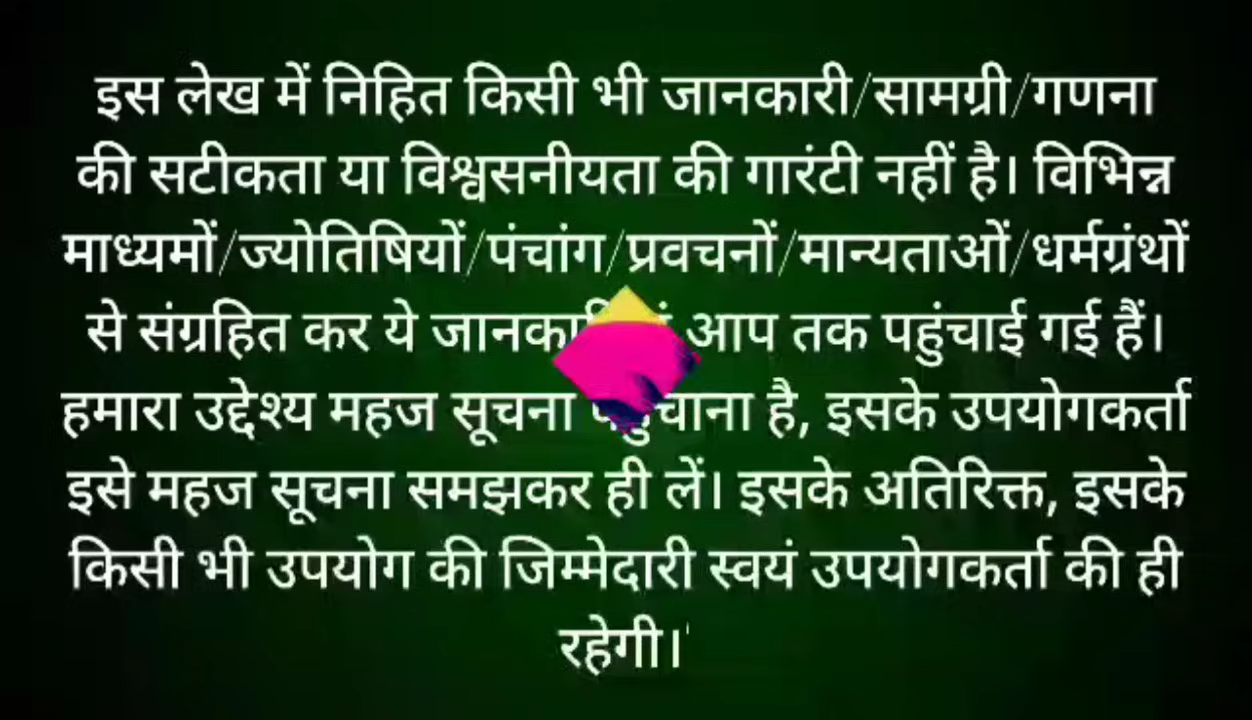 इस लेख में निहित किसी भी जानकारी/सामग्री/गणना
की सटीकता या विश्वसनीयता की गारंटी नहीं है। विभिन्न
माध्यमों/ज्योतिषियों/पंचांग/प्रवचनों/मान्यताओं/धर्मग्रंथों
से संग्रहित कर ये आप तक पहुंचाई गई हैं।
हमारा उद्देश्य महज सूचना है, इसके उपयोगकर्ता
इसे महज सूचना समझकर ही लें। इसके अतिरिक्त, इसके
किसी भी उपयोग की जिम्मेदारी स्वयं उपयोगकर्ता की ही
रहेगी।'